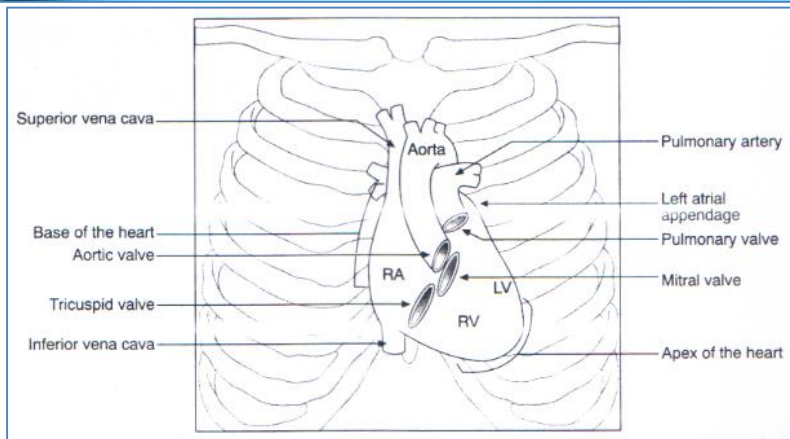 Superior vena cava
Base of the heart
Aortic valve
Tricuspid valve
Inferior vena cava
Aorta
RA
LV
RV
Pulmonary artery
Left atrial
appendage
Pulmonary valve
Mitral valve
Apex of the heart